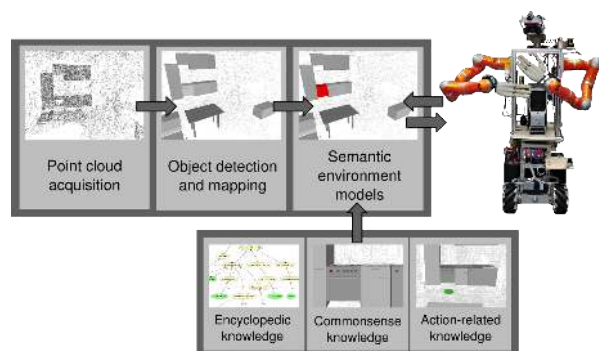 Point cloud
acquisition
Object detection
and mapping
Semantic
environment
models
Encyclopedic
knowledge
Commonsense
knowledge
Action-related
knowledge